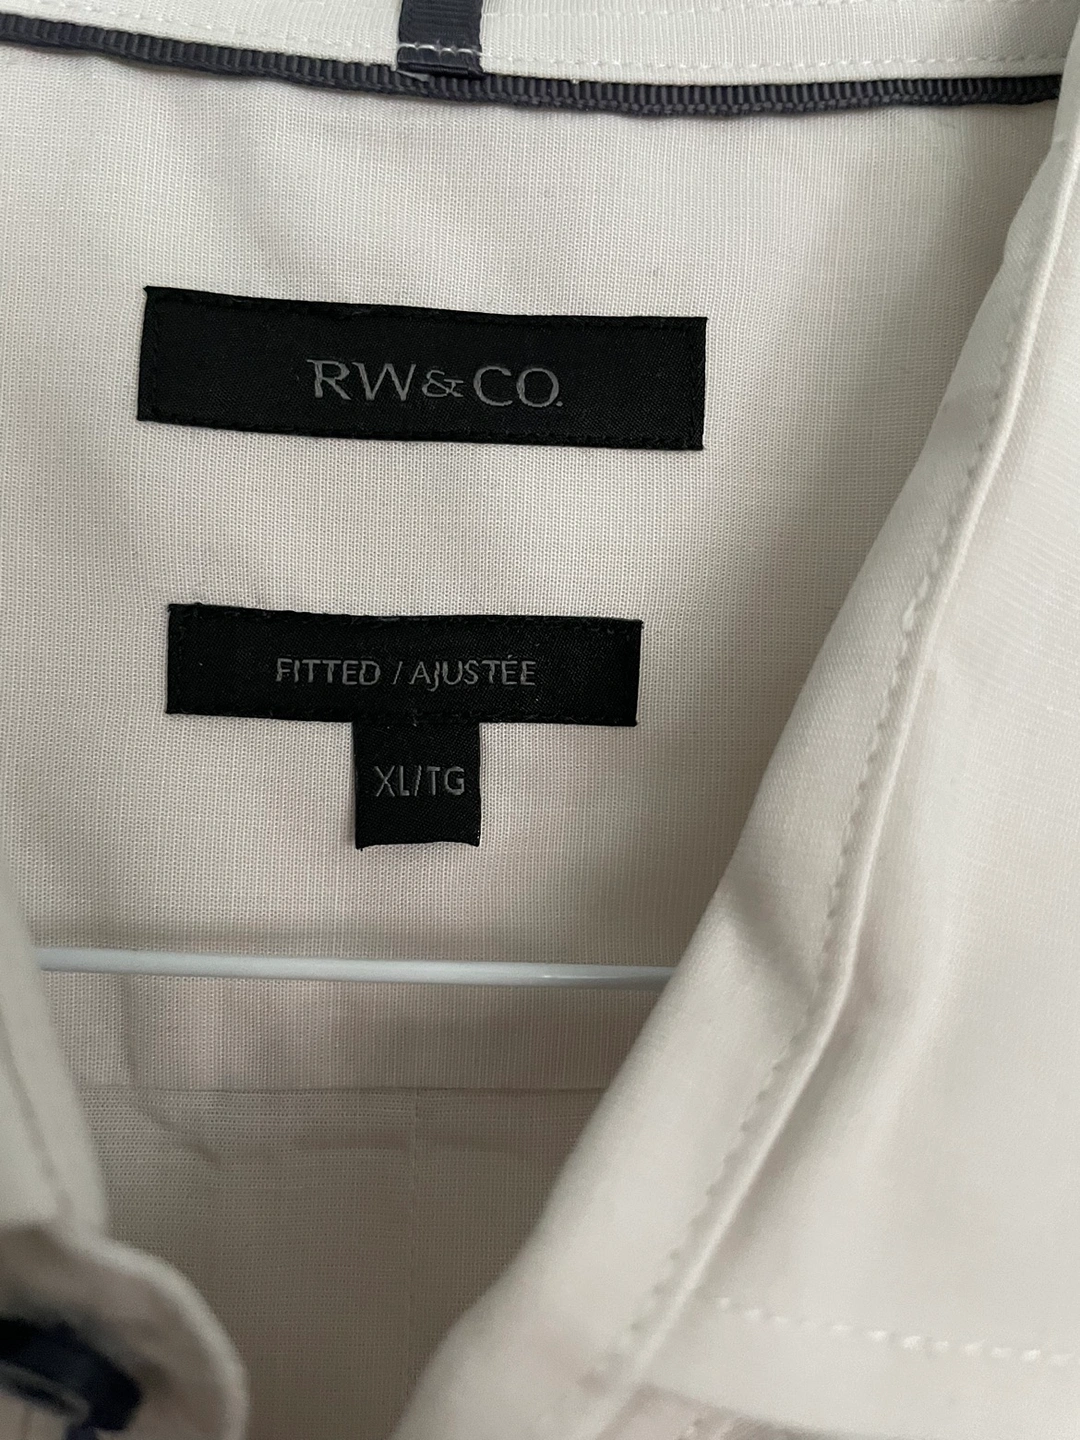 RW&CO.
FITTED / AJUSTÉE
XL/TG